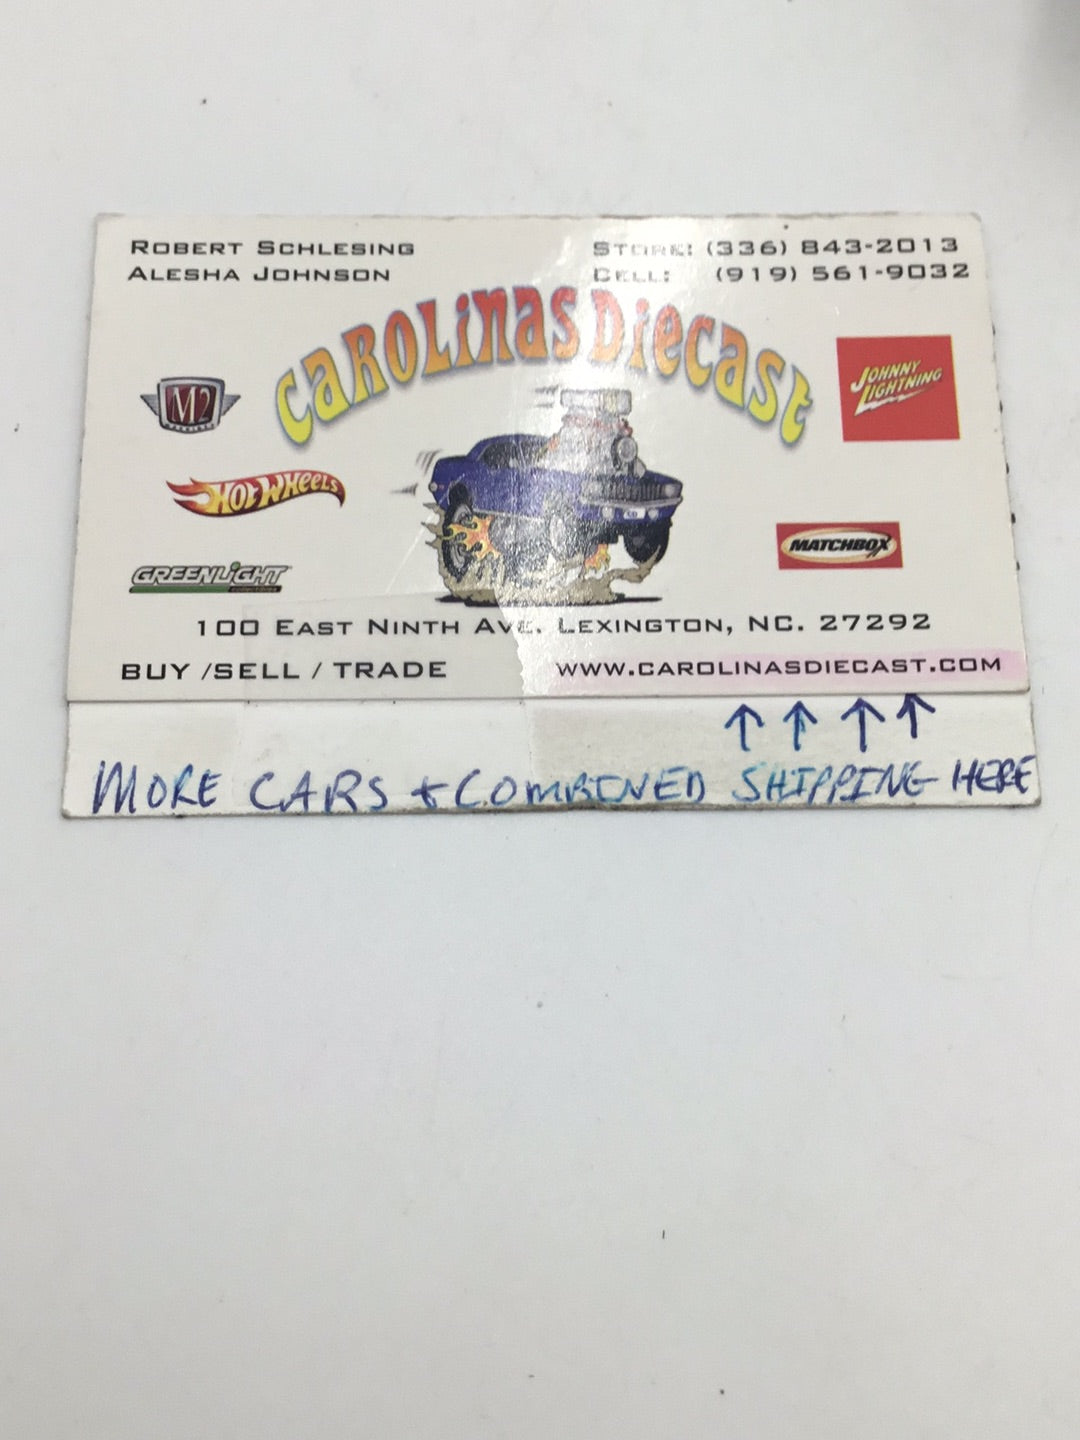 ROBERT SCHLESING
ALESHA JOHNSON
STORE: (336) 843-2013
CELL: (919) 561-9032
CAROLINAS DIECAST
M2
MACHINES
JOHNNY LIGHTNING
HOT WHEELS
MATCHBOX
GREENLIGHT
100 EAST NINTH AVE. LEXINGTON, NC. 27292
BUY /SELL / TRADE
WWW.CAROLINASDIECAST.COM
↑ ↑ ↑ ↑
MORE CARS + COMBINED SHIPPING HERE